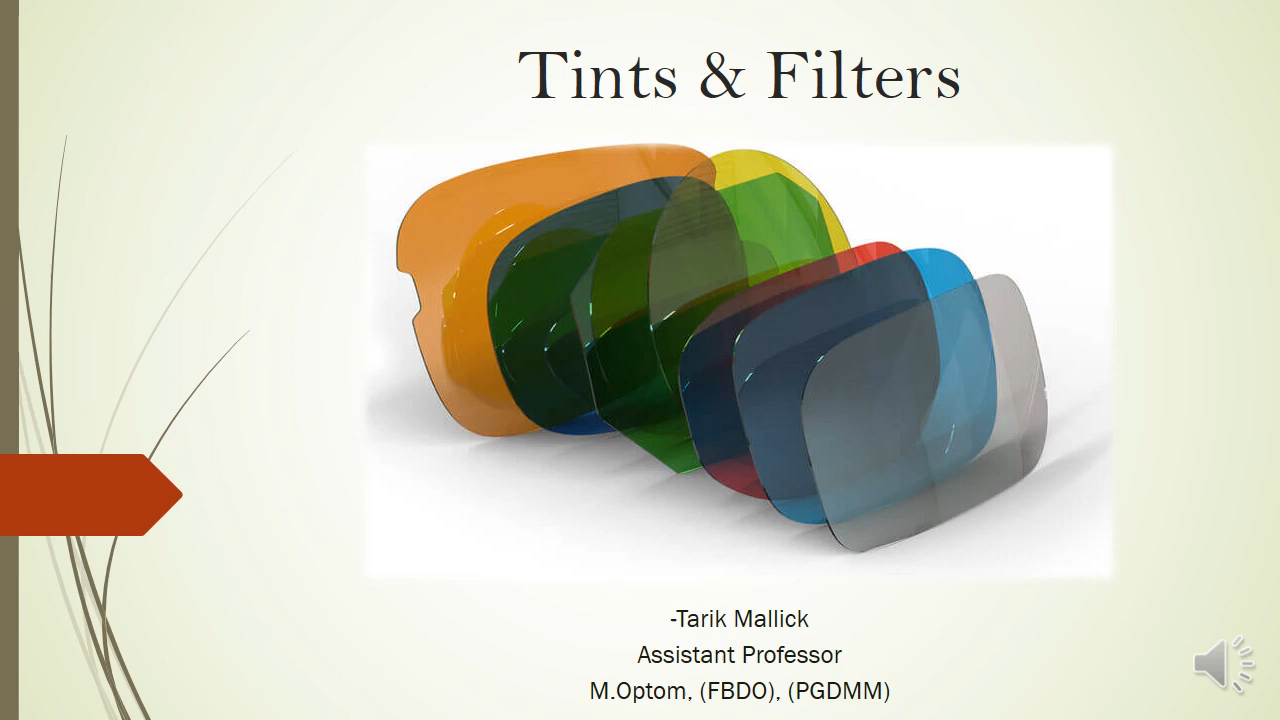 Tints & Filters
-Tarik Mallick
Assistant Professor
M.Optom, (FBDO), (PGDMM)